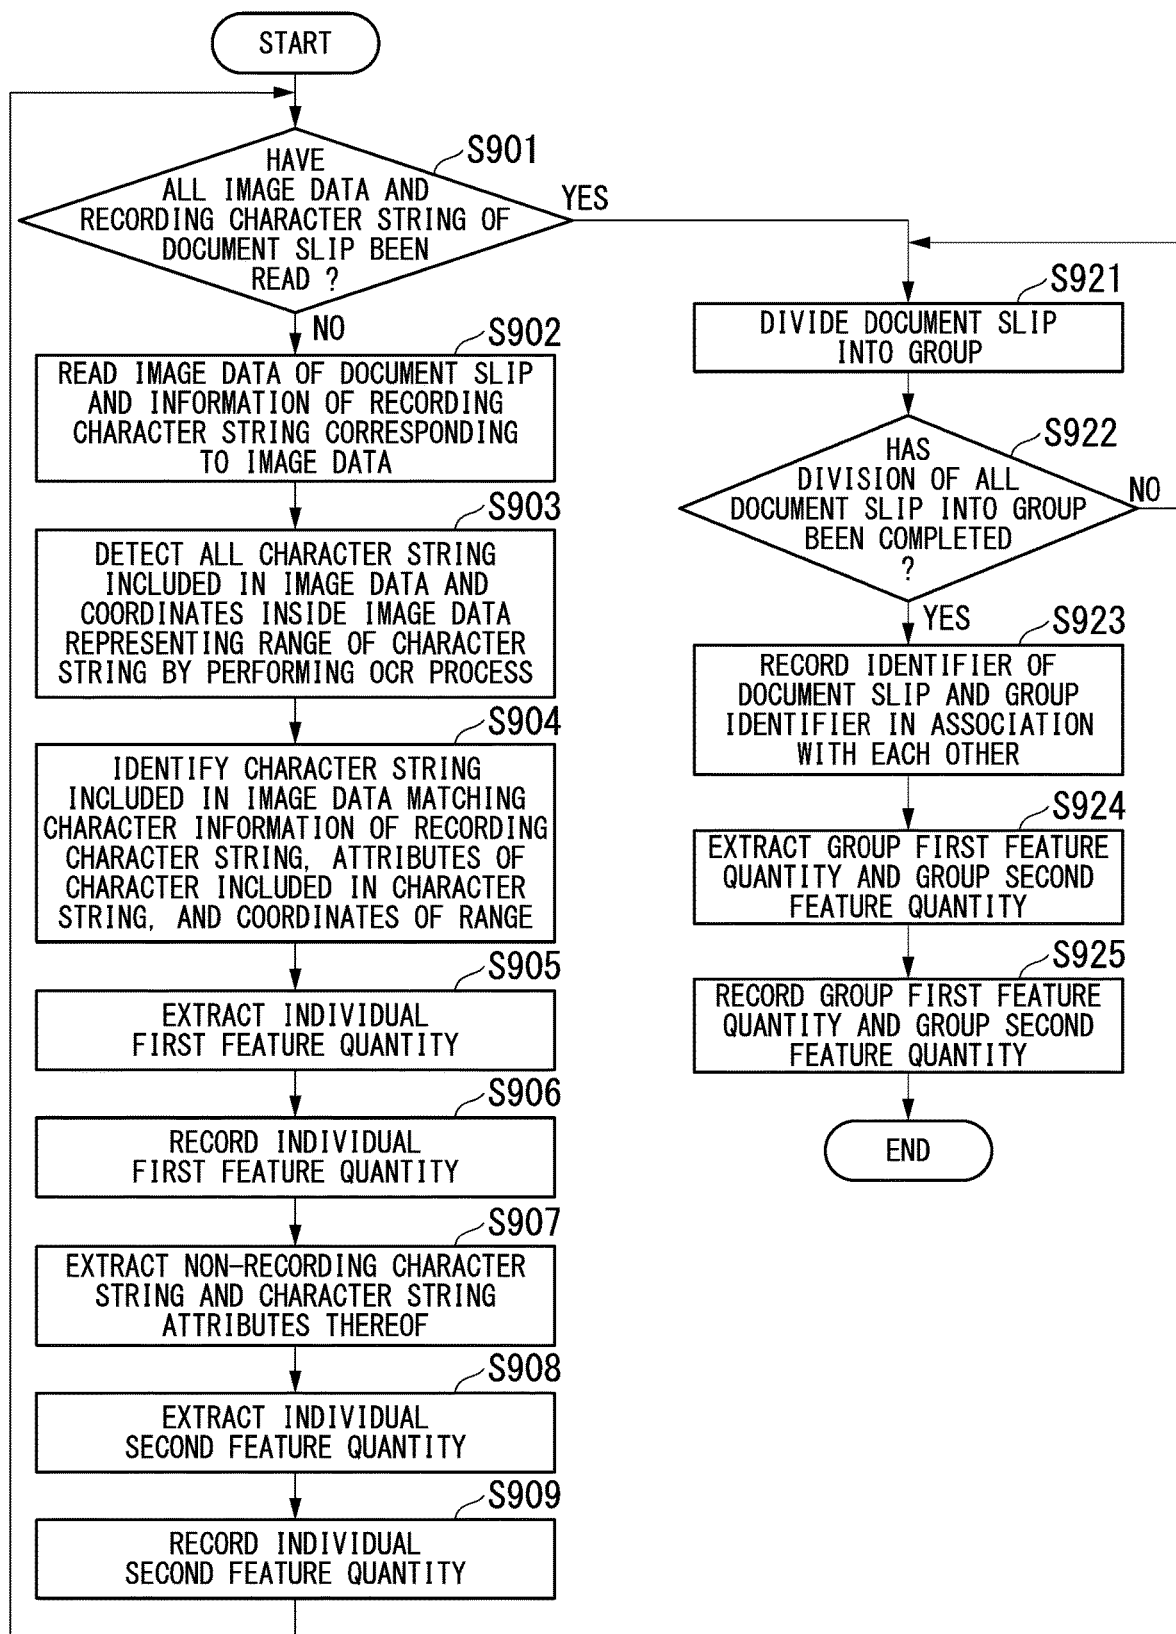 START
S901
HAVE
ALL IMAGE DATA AND
RECORDING CHARACTER STRING OF
DOCUMENT SLIP BEEN
READ ?
YES
NO
S902
READ IMAGE DATA OF DOCUMENT SLIP
AND INFORMATION OF RECORDING
CHARACTER STRING CORRESPONDING
TO IMAGE DATA
S903
DETECT ALL CHARACTER STRING
INCLUDED IN IMAGE DATA AND
COORDINATES INSIDE IMAGE DATA
REPRESENTING RANGE OF CHARACTER
STRING BY PERFORMING OCR PROCESS
S904
IDENTIFY CHARACTER STRING
INCLUDED IN IMAGE DATA MATCHING
CHARACTER INFORMATION OF RECORDING
CHARACTER STRING, ATTRIBUTES OF
CHARACTER INCLUDED IN CHARACTER
STRING, AND COORDINATES OF RANGE
S905
EXTRACT INDIVIDUAL
FIRST FEATURE QUANTITY
S906
RECORD INDIVIDUAL
FIRST FEATURE QUANTITY
S907
EXTRACT NON-RECORDING CHARACTER
STRING AND CHARACTER STRING
ATTRIBUTES THEREOF
S908
EXTRACT INDIVIDUAL
SECOND FEATURE QUANTITY
S909
RECORD INDIVIDUAL
SECOND FEATURE QUANTITY
S921
DIVIDE DOCUMENT SLIP
INTO GROUP
S922
HAS
DIVISION OF ALL
DOCUMENT SLIP INTO GROUP
BEEN COMPLETED
?
NO
YES
S923
RECORD IDENTIFIER OF
DOCUMENT SLIP AND GROUP
IDENTIFIER IN ASSOCIATION
WITH EACH OTHER
S924
EXTRACT GROUP FIRST FEATURE
QUANTITY AND GROUP SECOND
FEATURE QUANTITY
S925
RECORD GROUP FIRST FEATURE
QUANTITY AND GROUP SECOND
FEATURE QUANTITY
END